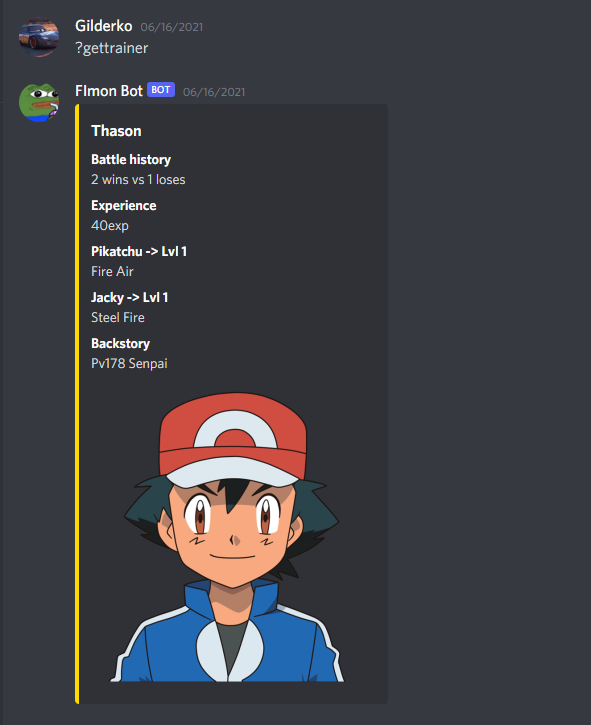 Gilderko 06/16/2021
?gettrainer
FImon Bot BOT 06/16/2021
Thason
Battle history
2 wins vs 1 loses
Experience
40exp
Pikatchu -> Lvl 1
Fire Air
Jacky -> Lvl 1
Steel Fire
Backstory
Pv178 Senpai